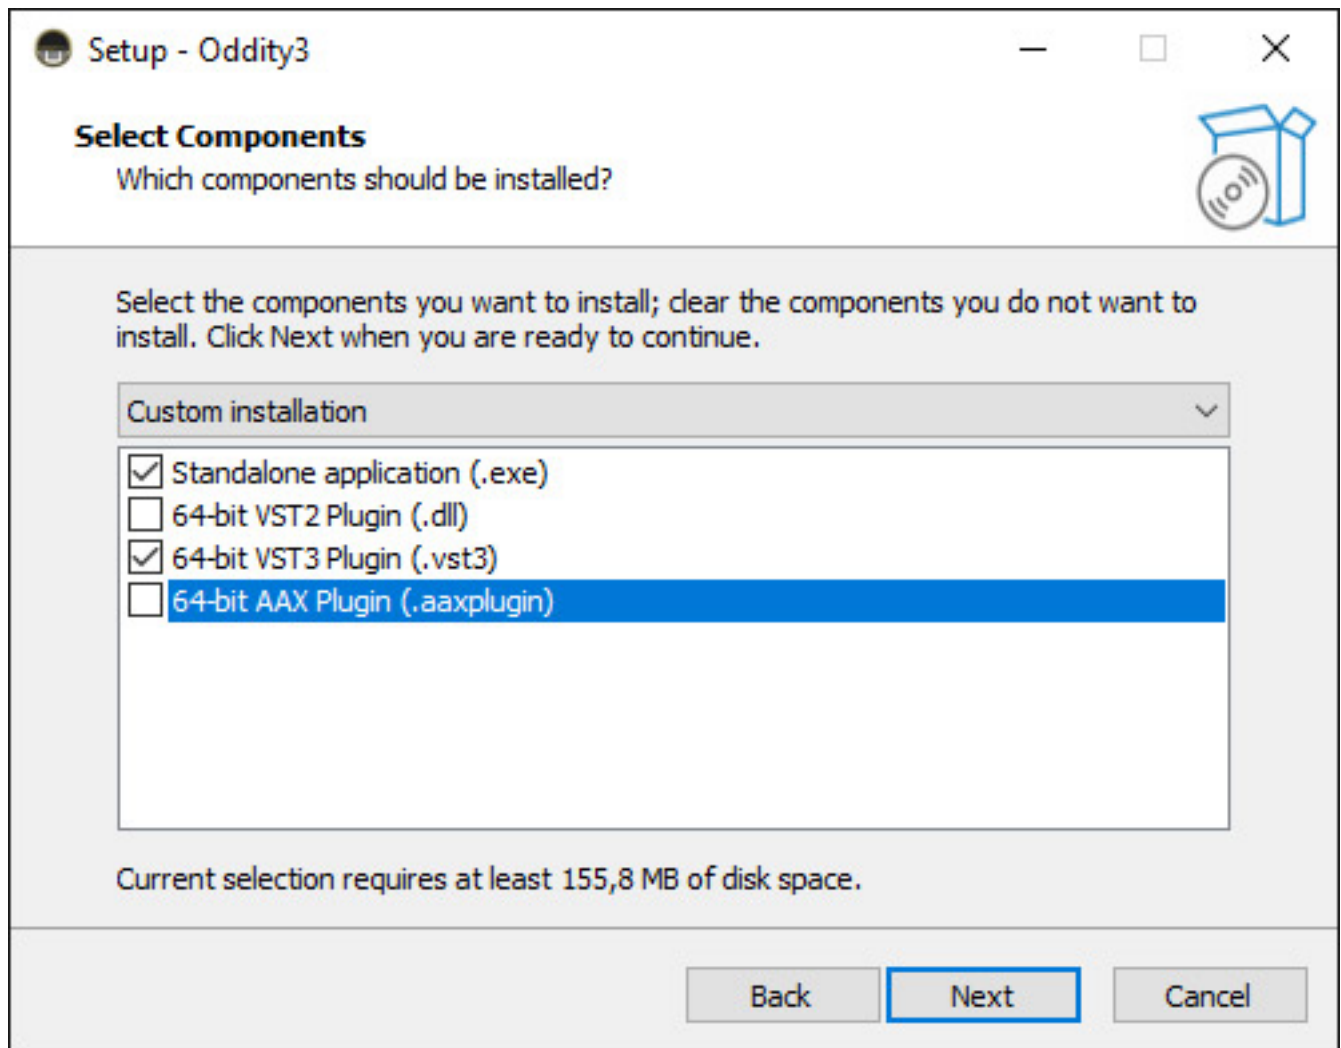 Setup - Oddity3
Select Components
Which components should be installed?
Select the components you want to install; clear the components you do not want to
install. Click Next when you are ready to continue.
Custom installation
Standalone application (.exe)
64-bit VST2 Plugin (.dll)
64-bit VST3 Plugin (.vst3)
64-bit AAX Plugin (.aaxplugin)
Current selection requires at least 155,8 MB of disk space.
Back Next Cancel